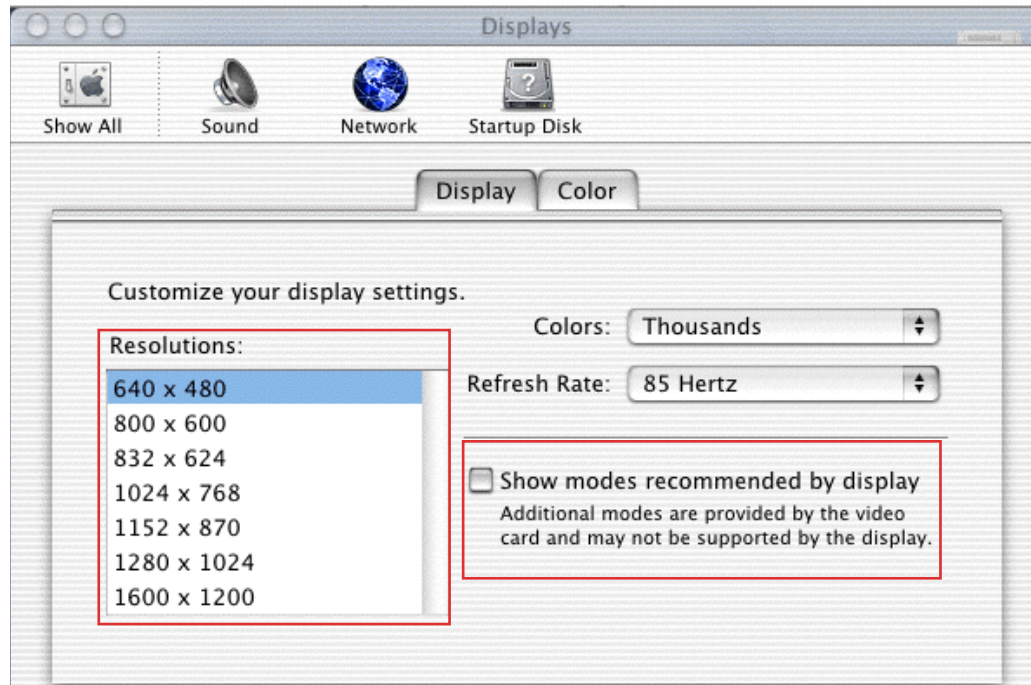 Displays
Show All
Sound
Network
?
Startup Disk
Display
Color
Customize your display settings.
Resolutions:
640 x 480
800 x 600
832 x 624
1024 x 768
1152 x 870
1280 x 1024
1600 x 1200
Colors:
Thousands
Refresh Rate:
85 Hertz
Show modes recommended by display
Additional modes are provided by the video
card and may not be supported by the display.